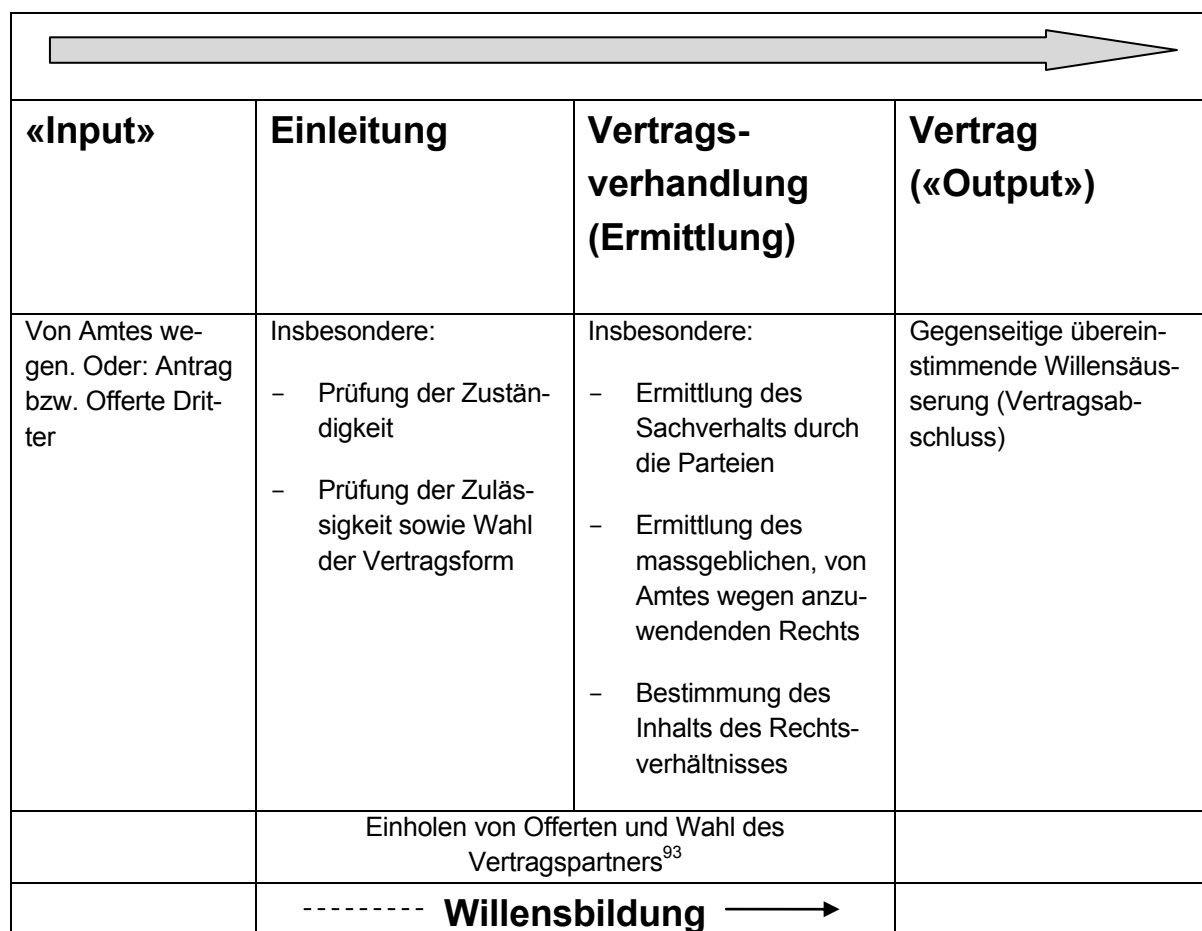 «Input»
Einleitung
Vertrags-
verhandlung
(Ermittlung)
Vertrag
(«Output»)
Von Amtes we-
gen. Oder: Antrag
bzw. Offerte Drit-
ter
Insbesondere:
– Prüfung der Zustän-
digkeit
– Prüfung der Zuläs-
sigkeit sowie Wahl
der Vertragsform
Insbesondere:
– Ermittlung des
Sachverhalts durch
die Parteien
– Ermittlung des
massgeblichen, von
Amtes wegen anzu-
wendenden Rechts
– Bestimmung des
Inhalts des Rechts-
verhältnisses
Gegenseitige überein-
stimmende Willensäus-
serung (Vertragsab-
schluss)
Einholen von Offerten und Wahl des
Vertragspartners93
Willensbildung